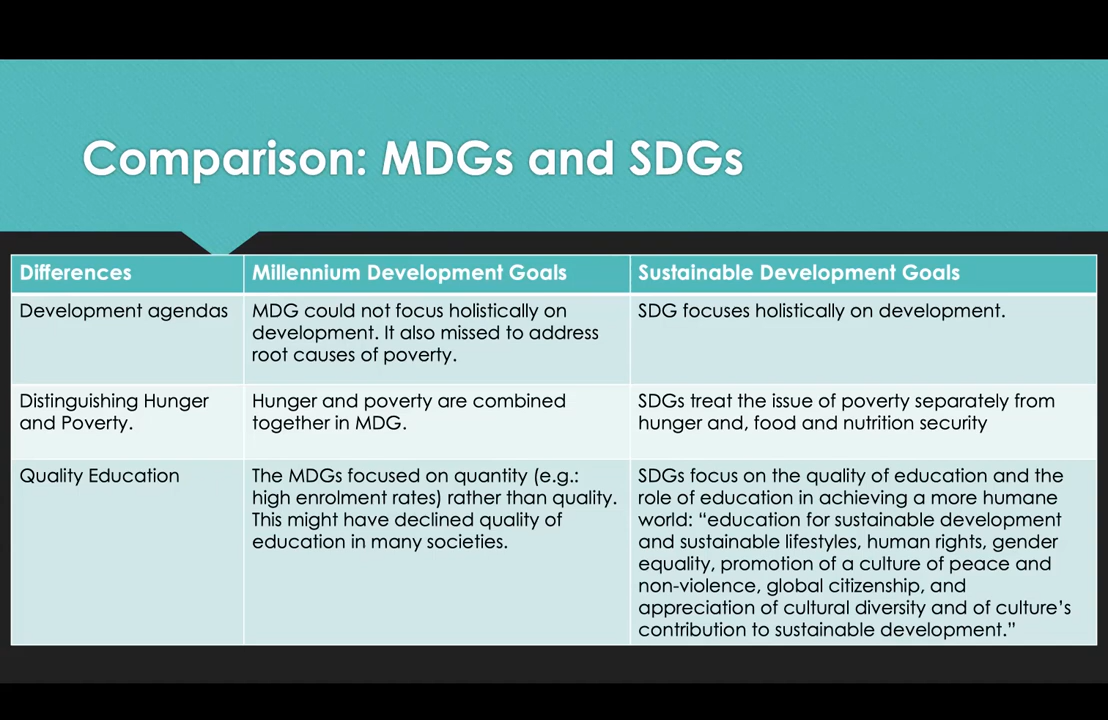 Comparison: MDGs and SDGs
Differences
Millennium Development Goals
Sustainable Development Goals
Development agendas
MDG could not focus holistically on
development. It also missed to address
root causes of poverty.
SDG focuses holistically on development.
Distinguishing Hunger
and Poverty.
Hunger and poverty are combined
together in MDG.
SDGs treat the issue of poverty separately from
hunger and, food and nutrition security
Quality Education
The MDGs focused on quantity (e.g.:
high enrolment rates) rather than quality.
This might have declined quality of
education in many societies.
SDGs focus on the quality of education and the
role of education in achieving a more humane
world: “education for sustainable development
and sustainable lifestyles, human rights, gender
equality, promotion of a culture of peace and
non-violence, global citizenship, and
appreciation of cultural diversity and of culture’s
contribution to sustainable development.”